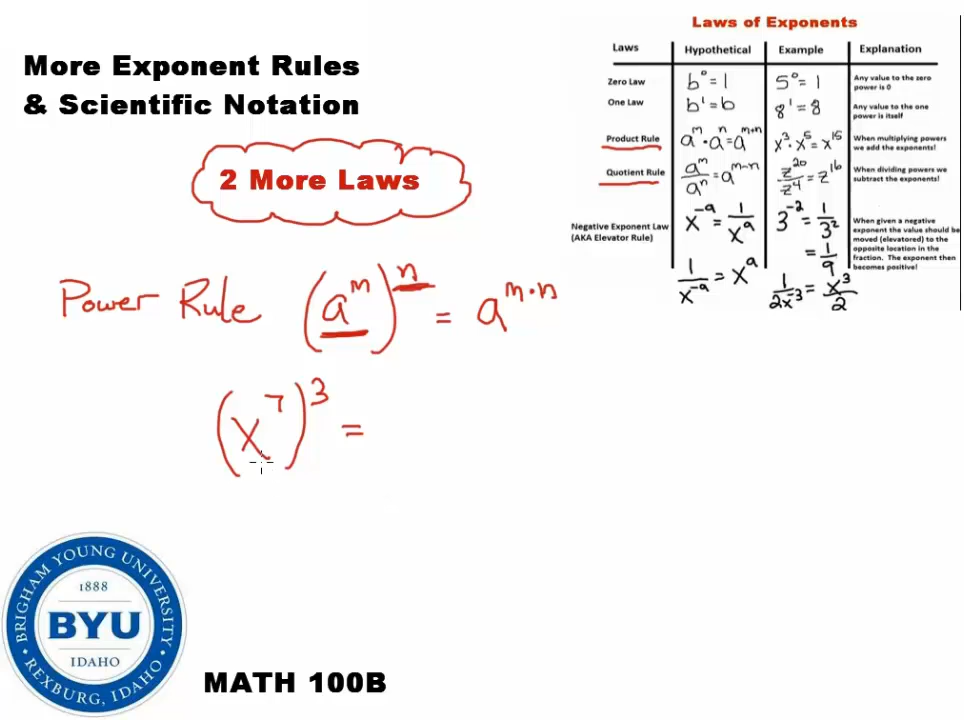 More Exponent Rules
& Scientific Notation
2 More Laws
Power Rule (a^m)^n = a^{m·n}
(x^7)^3 =
Laws of Exponents
Laws Hypothetical Example Explanation
Zero Law b^0 = 1 5^0 = 1 Any value to the zero
power is 0
One Law b^1 = b 8^1 = 8 Any value to the one
power is itself
Product Rule a^m · a^n = a^{m+n} x^3 · x^5 = x^15 When multiplying powers
we add the exponents!
Quotient Rule a^m/a^n = a^{m-n} z^20/z^4 = z^16 When dividing powers we
subtract the exponents!
Negative Exponent Law
(AKA Elevator Rule)
x^{-a} = 1/x^a 3^{-2} = 1/3^2
= 1/9
1/x^{-a} = x^a 1/2x^{-3} = x^3/2
When given a negative
exponent the value should be
moved (elevatored) to the
opposite location in the
fraction. The exponent then
becomes positive!
BRIGHAM YOUNG UNIVERSITY
1888
BYU
IDAHO
REXBURG, IDAHO
MATH 100B